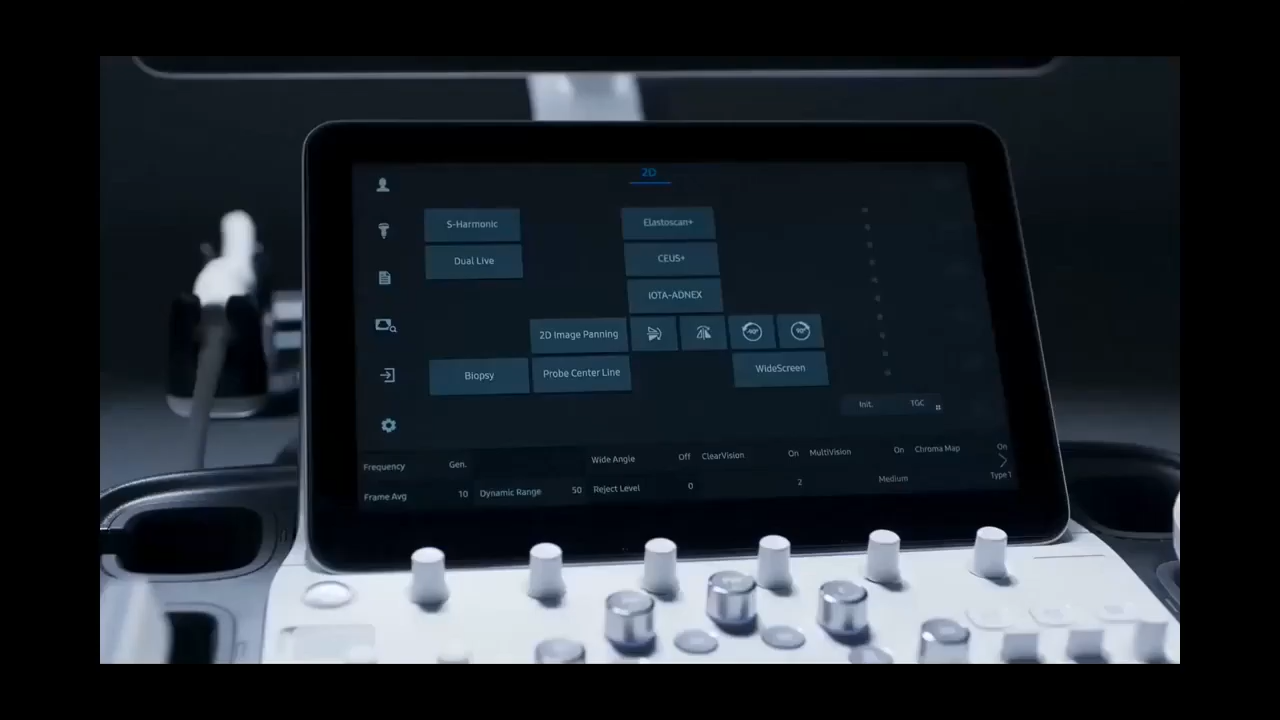 2D
S-Harmonic
Elastoscan+
Dual Live
CEUS+
IOTA-ADNEX
2D Image Panning
-90°
90°
Biopsy
Probe Center Line
WideScreen
Init.
TGC
Frequency Gen.
Wide Angle Off
ClearVision On
MultiVision On
Chroma Map On
Frame Avg 10
Dynamic Range 50
Reject Level 0
2
Medium
Type 1